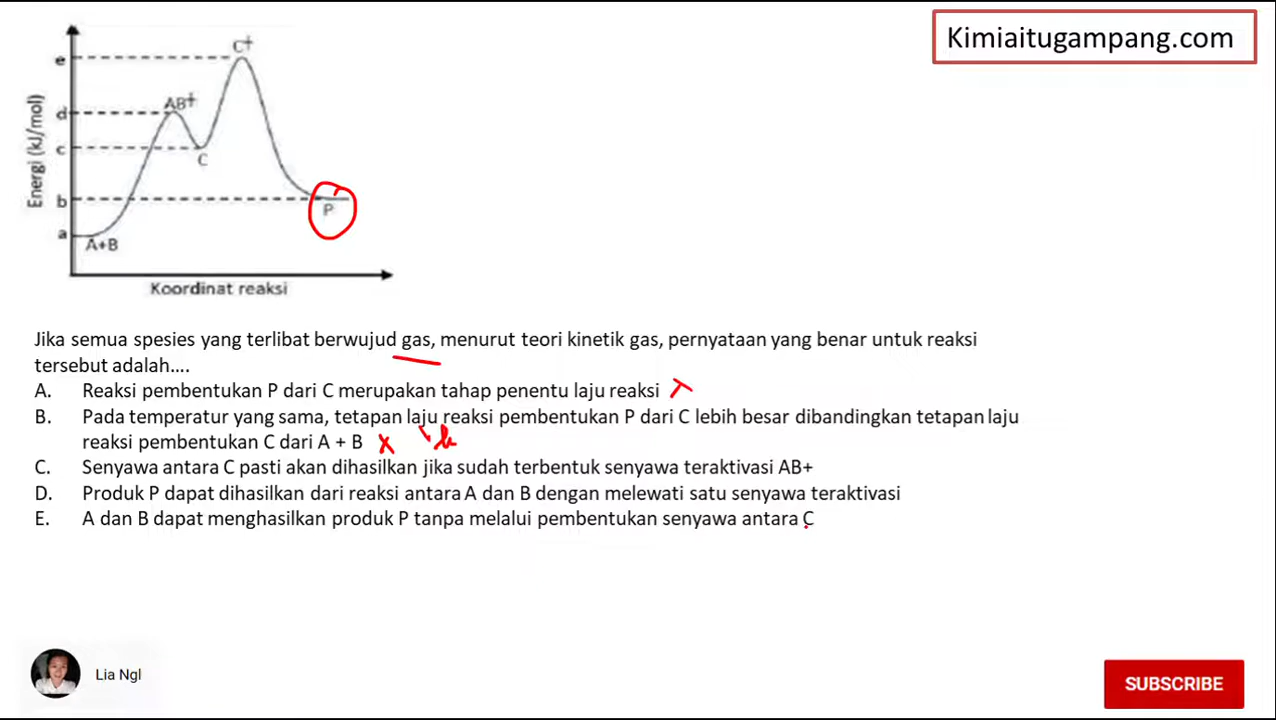 Kimiaitugampang.com
C‡
e
AB‡
d
c
C
Energi (kJ/mol)
b
P
a
A+B
Koordinat reaksi
Jika semua spesies yang terlibat berwujud gas, menurut teori kinetik gas, pernyataan yang benar untuk reaksi
tersebut adalah....
A. Reaksi pembentukan P dari C merupakan tahap penentu laju reaksi
B. Pada temperatur yang sama, tetapan laju reaksi pembentukan P dari C lebih besar dibandingkan tetapan laju
reaksi pembentukan C dari A + B x
k
C. Senyawa antara C pasti akan dihasilkan jika sudah terbentuk senyawa teraktivasi AB+
D. Produk P dapat dihasilkan dari reaksi antara A dan B dengan melewati satu senyawa teraktivasi
E. A dan B dapat menghasilkan produk P tanpa melalui pembentukan senyawa antara C
Lia Ngl
SUBSCRIBE